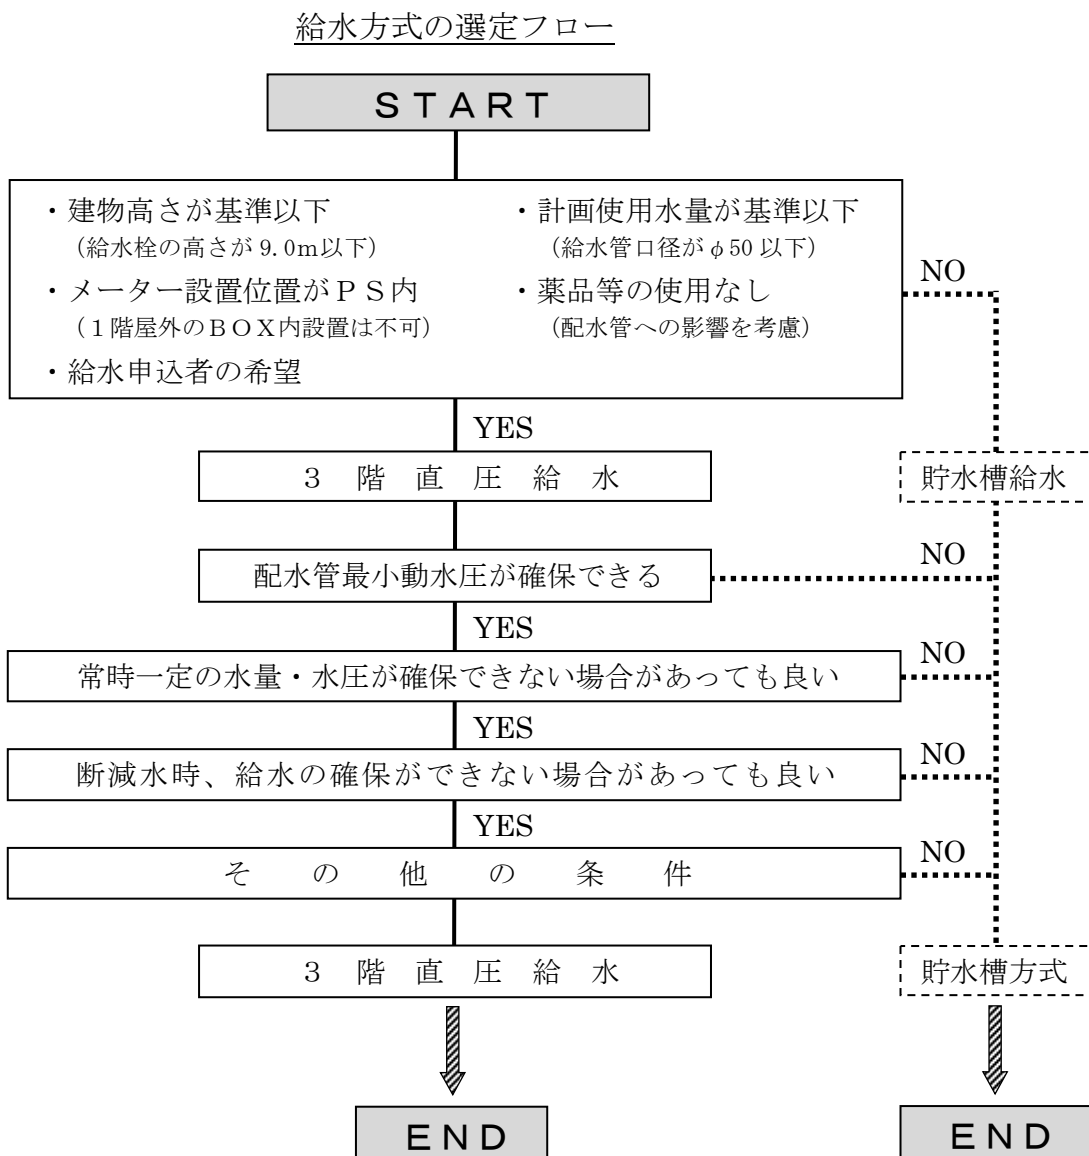 給水方式の選定フロー
ＳＴＡＲＴ
・建物高さが基準以下
（給水栓の高さが 9.0m以下）
・メーター設置位置がＰＳ内
（１階屋外のＢＯＸ内設置は不可）
・給水申込者の希望
・計画使用水量が基準以下
（給水管口径がφ50 以下）
・薬品等の使用なし
（配水管への影響を考慮）
NO
YES
３階直圧給水
貯水槽給水
配水管最小動水圧が確保できる
NO
YES
常時一定の水量・水圧が確保できない場合があっても良い
NO
YES
断減水時、給水の確保ができない場合があっても良い
NO
YES
その他の条件
NO
３階直圧給水
貯水槽方式
ＥＮＤ
ＥＮＤ